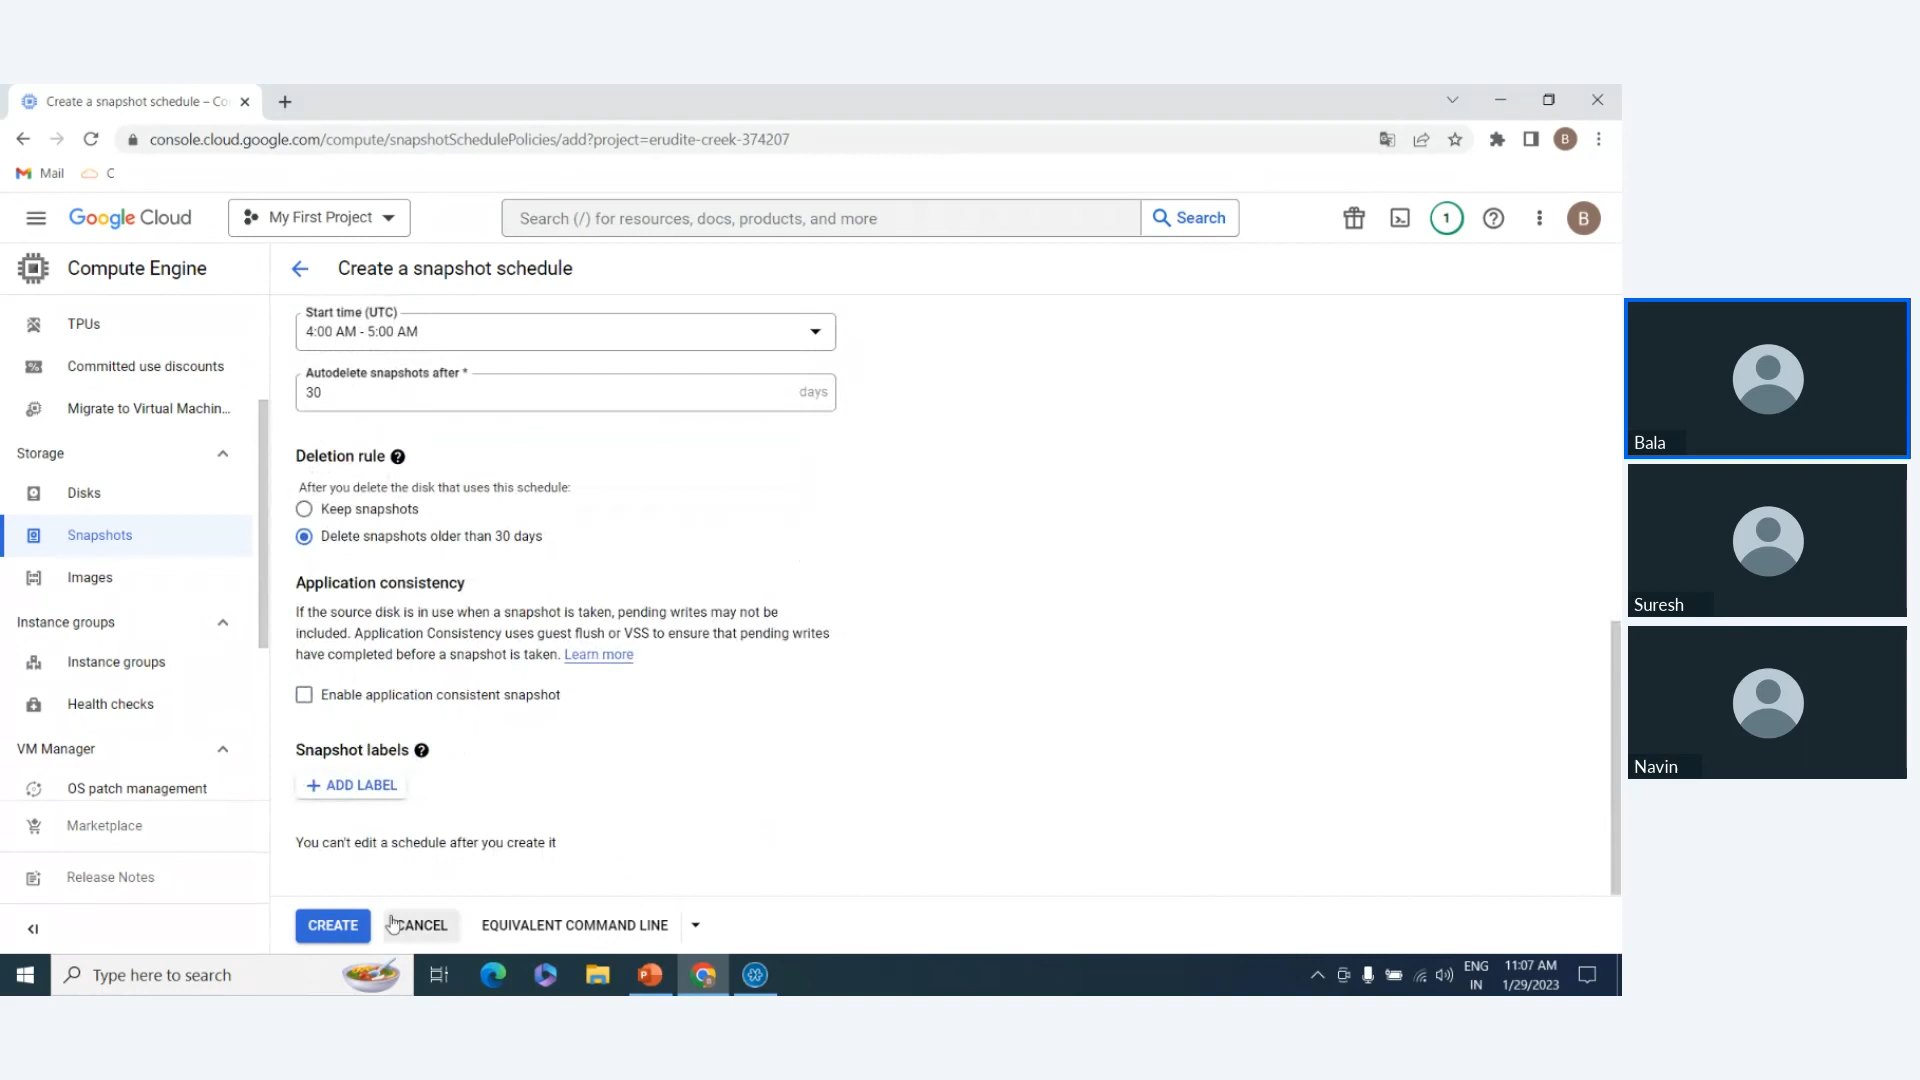 Create a snapshot schedule – Co
console.cloud.google.com/compute/snapshotSchedulePolicies/add?project=erudite-creek-374207
B
Mail
C
Google Cloud
My First Project
Search (/) for resources, docs, products, and more
Search
1
B
Compute Engine
Create a snapshot schedule
TPUs
Committed use discounts
Migrate to Virtual Machin...
Storage
Disks
Snapshots
Images
Instance groups
Instance groups
Health checks
VM Manager
OS patch management
Marketplace
Release Notes
Start time (UTC)
4:00 AM - 5:00 AM
Autodelete snapshots after *
30
days
Deletion rule
After you delete the disk that uses this schedule:
Keep snapshots
Delete snapshots older than 30 days
Application consistency
If the source disk is in use when a snapshot is taken, pending writes may not be
included. Application Consistency uses guest flush or VSS to ensure that pending writes
have completed before a snapshot is taken. Learn more
Enable application consistent snapshot
Snapshot labels
+ ADD LABEL
You can't edit a schedule after you create it
CREATE
CANCEL
EQUIVALENT COMMAND LINE
Type here to search
ENG
IN
11:07 AM
1/29/2023
Bala
Suresh
Navin